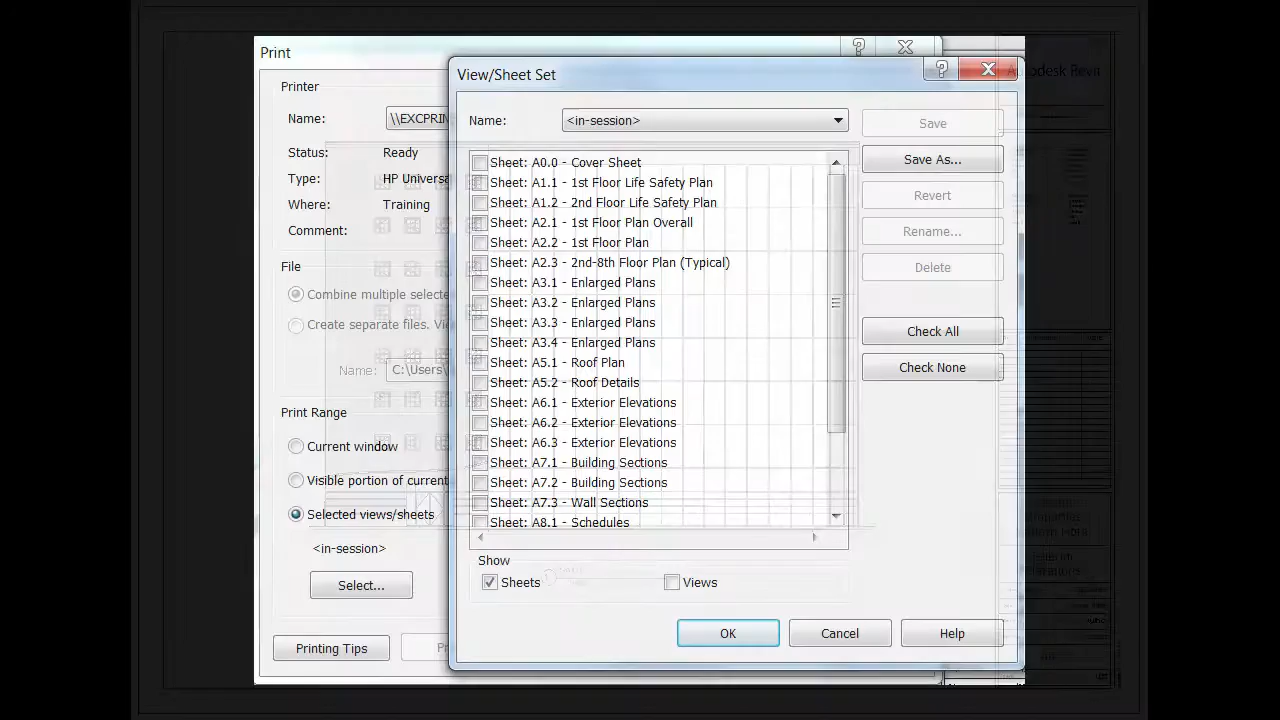 Print
Printer
Name:
\\EXCPRIN
Status:
Ready
Type:
HP Universa
Where:
Training
Comment:
File
Combine multiple selecte
Create separate files. Vi
Name:
C:\Users\
Print Range
Current window
Visible portion of current
Selected views/sheets
<in-session>
Select...
Printing Tips
View/Sheet Set
Name:
<in-session>
Sheet: A0.0 - Cover Sheet
Sheet: A1.1 - 1st Floor Life Safety Plan
Sheet: A1.2 - 2nd Floor Life Safety Plan
Sheet: A2.1 - 1st Floor Plan Overall
Sheet: A2.2 - 1st Floor Plan
Sheet: A2.3 - 2nd-8th Floor Plan (Typical)
Sheet: A3.1 - Enlarged Plans
Sheet: A3.2 - Enlarged Plans
Sheet: A3.3 - Enlarged Plans
Sheet: A3.4 - Enlarged Plans
Sheet: A5.1 - Roof Plan
Sheet: A5.2 - Roof Details
Sheet: A6.1 - Exterior Elevations
Sheet: A6.2 - Exterior Elevations
Sheet: A6.3 - Exterior Elevations
Sheet: A7.1 - Building Sections
Sheet: A7.2 - Building Sections
Sheet: A7.3 - Wall Sections
Sheet: A8.1 - Schedules
Show
Sheets
Views
Save
Save As...
Revert
Rename...
Delete
Check All
Check None
OK
Cancel
Help
Autodesk Revit